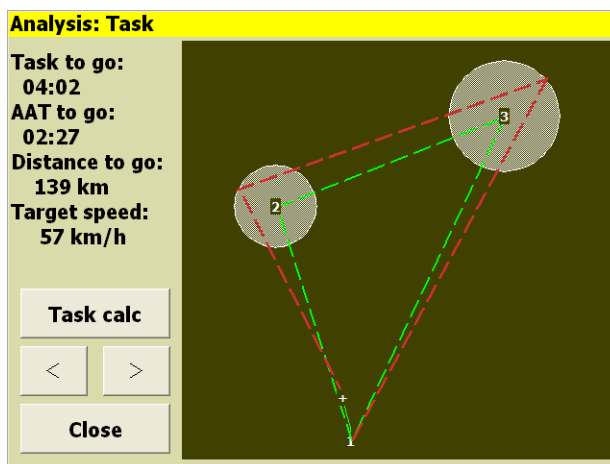 Analysis: Task
Task to go:
04:02
AAT to go:
02:27
Distance to go:
139 km
Target speed:
57 km/h
Task calc
<
>
Close
2
3
+
1